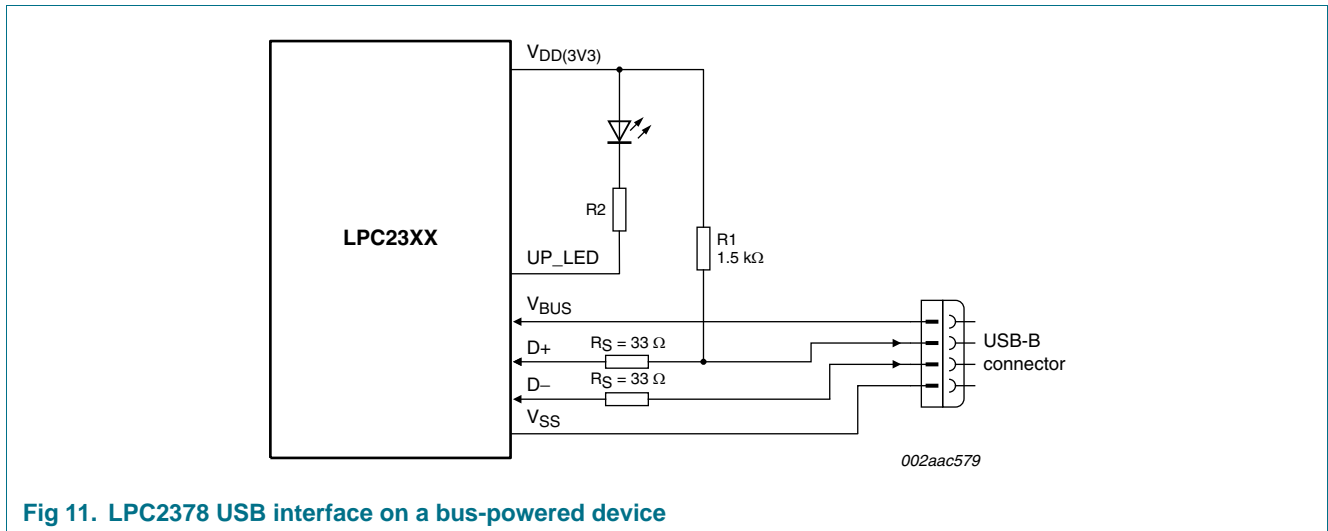 VDD(3V3)
R2
R1
1.5 kΩ
LPC23XX
UP_LED
VBUS
D+
RS = 33 Ω
USB-B
connector
D−
RS = 33 Ω
VSS
002aac579
Fig 11. LPC2378 USB interface on a bus-powered device